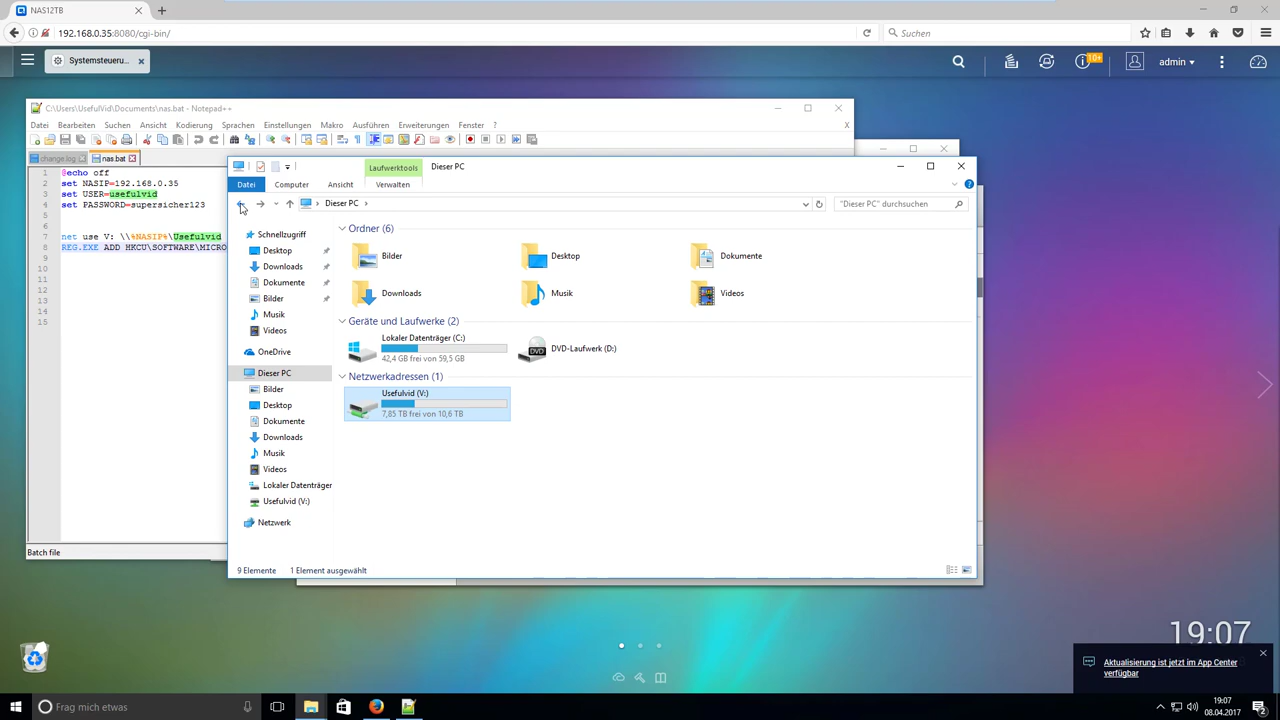 NAS12TB
192.168.0.35:8080/cgi-bin/
Suchen
Systemsteueru...
10+
admin
C:\Users\UsefulVid\Documents\nas.bat - Notepad++
Datei Bearbeiten Suchen Ansicht Kodierung Sprachen Einstellungen Makro Ausführen Erweiterungen Fenster ?
X
change.log
nas.bat
1 @echo off
2 set NASIP=192.168.0.35
3 set USER=usefulvid
4 set PASSWORD=supersicher123
5
6
7 net use V: \\%NASIP%\Usefulvid
8 REG.EXE ADD HKCU\SOFTWARE\MICRO
9
10
11
12
13
14
15
Batch file
Laufwerktools
Dieser PC
Datei Computer Ansicht Verwalten
Dieser PC
"Dieser PC" durchsuchen
Schnellzugriff
Desktop
Downloads
Dokumente
Bilder
Musik
Videos
OneDrive
Dieser PC
Bilder
Desktop
Dokumente
Downloads
Musik
Videos
Lokaler Datenträger
Usefulvid (V:)
Netzwerk
Ordner (6)
Bilder
Desktop
Dokumente
Downloads
Musik
Videos
Geräte und Laufwerke (2)
Lokaler Datenträger (C:)
42,4 GB frei von 59,5 GB
DVD
DVD-Laufwerk (D:)
Netzwerkadressen (1)
Usefulvid (V:)
7,85 TB frei von 10,6 TB
9 Elemente 1 Element ausgewählt
19:07
Aktualisierung ist jetzt im App Center
verfügbar
Frag mich etwas
19:07
08.04.2017
2